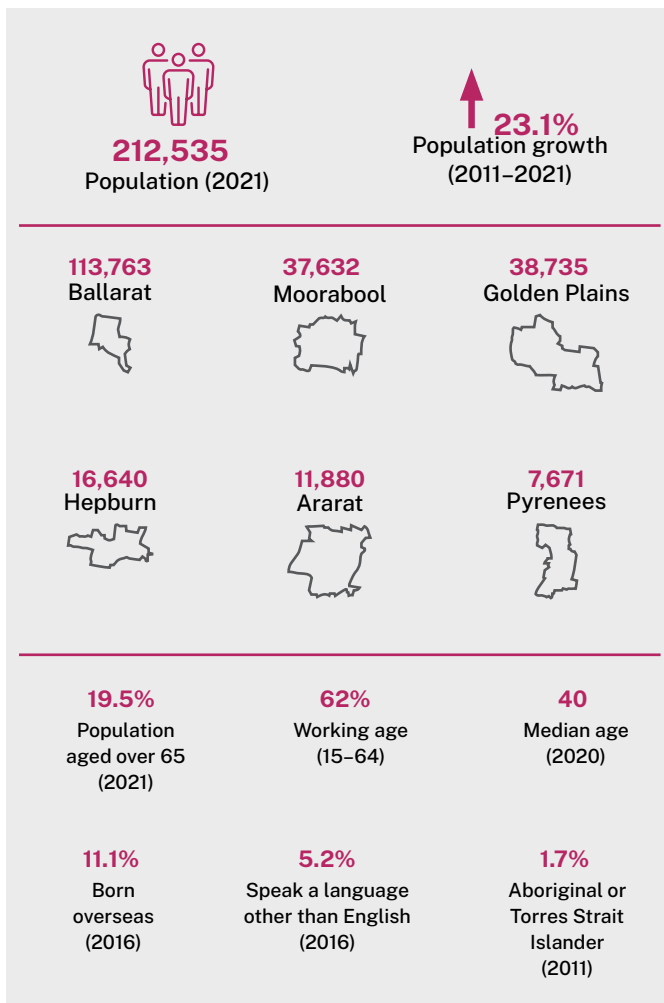 212,535
Population (2021)
23.1%
Population growth
(2011–2021)
113,763
Ballarat
37,632
Moorabool
38,735
Golden Plains
16,640
Hepburn
11,880
Ararat
7,671
Pyrenees
19.5%
Population
aged over 65
(2021)
62%
Working age
(15–64)
40
Median age
(2020)
11.1%
Born
overseas
(2016)
5.2%
Speak a language
other than English
(2016)
1.7%
Aboriginal or
Torres Strait
Islander
(2011)